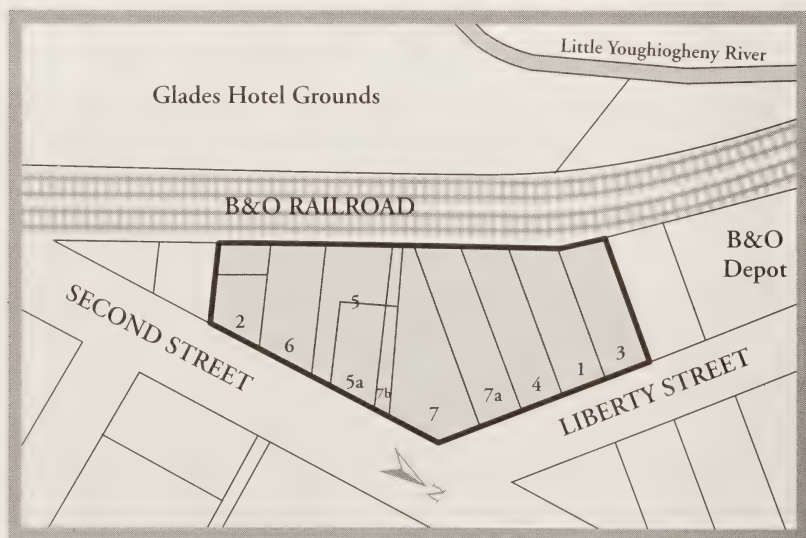 Little Youghiogheny River
Glades Hotel Grounds
B&O RAILROAD
B&O
Depot
SECOND STREET
2
6
5
5a
7b
7
7a
4
1
3
LIBERTY STREET
N